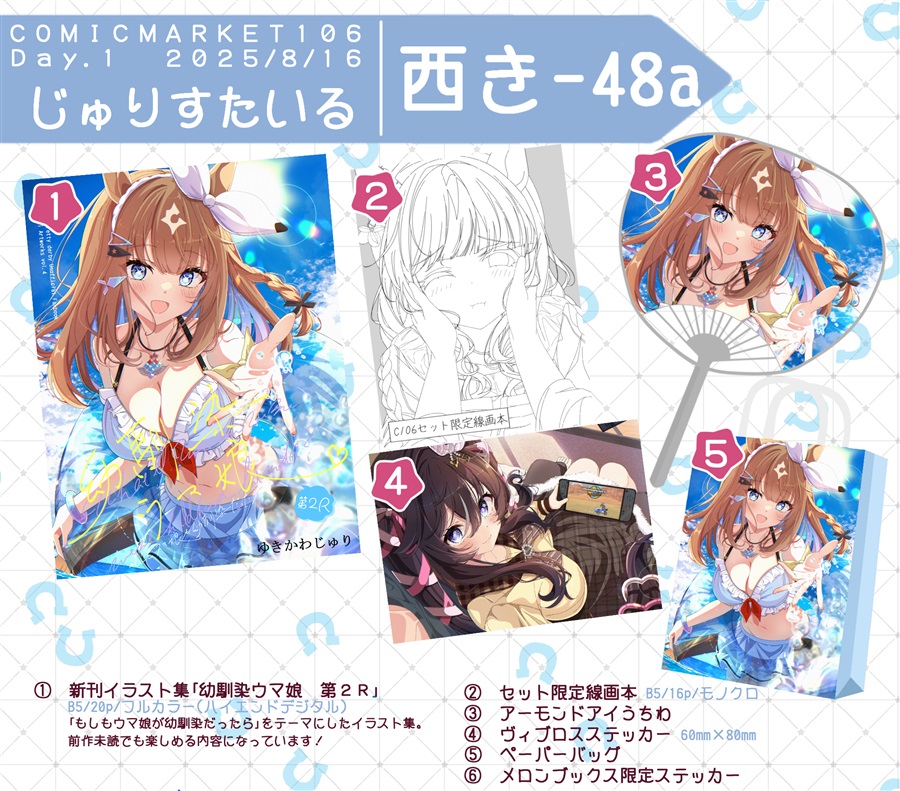 COMICMARKET106
Day.1 2025/8/16
じゅりすたいる
西き-48a
1
2
3
Artworks vol.4
C106セット限定線画本
4
5
幼馴染
ウマ娘
第2R
ゆきかわじゅり
① 新刊イラスト集「幼馴染ウマ娘 第2R」
B5/20p/フルカラー(ハイエンドデジタル)
「もしもウマ娘が幼馴染だったら」をテーマにしたイラスト集。
前作未読でも楽しめる内容になっています!
② セット限定線画本 B5/16p/モノクロ
③ アーモンドアイうちわ
④ ヴィブロスステッカー 60mm×80mm
⑤ ペーパーバッグ
⑥ メロンブックス限定ステッカー